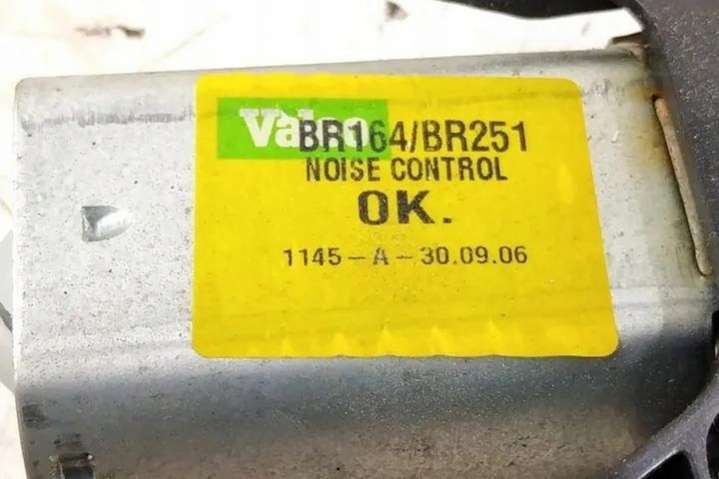 Valeo BR164/BR251
NOISE CONTROL
OK.
1145-A-30.09.06